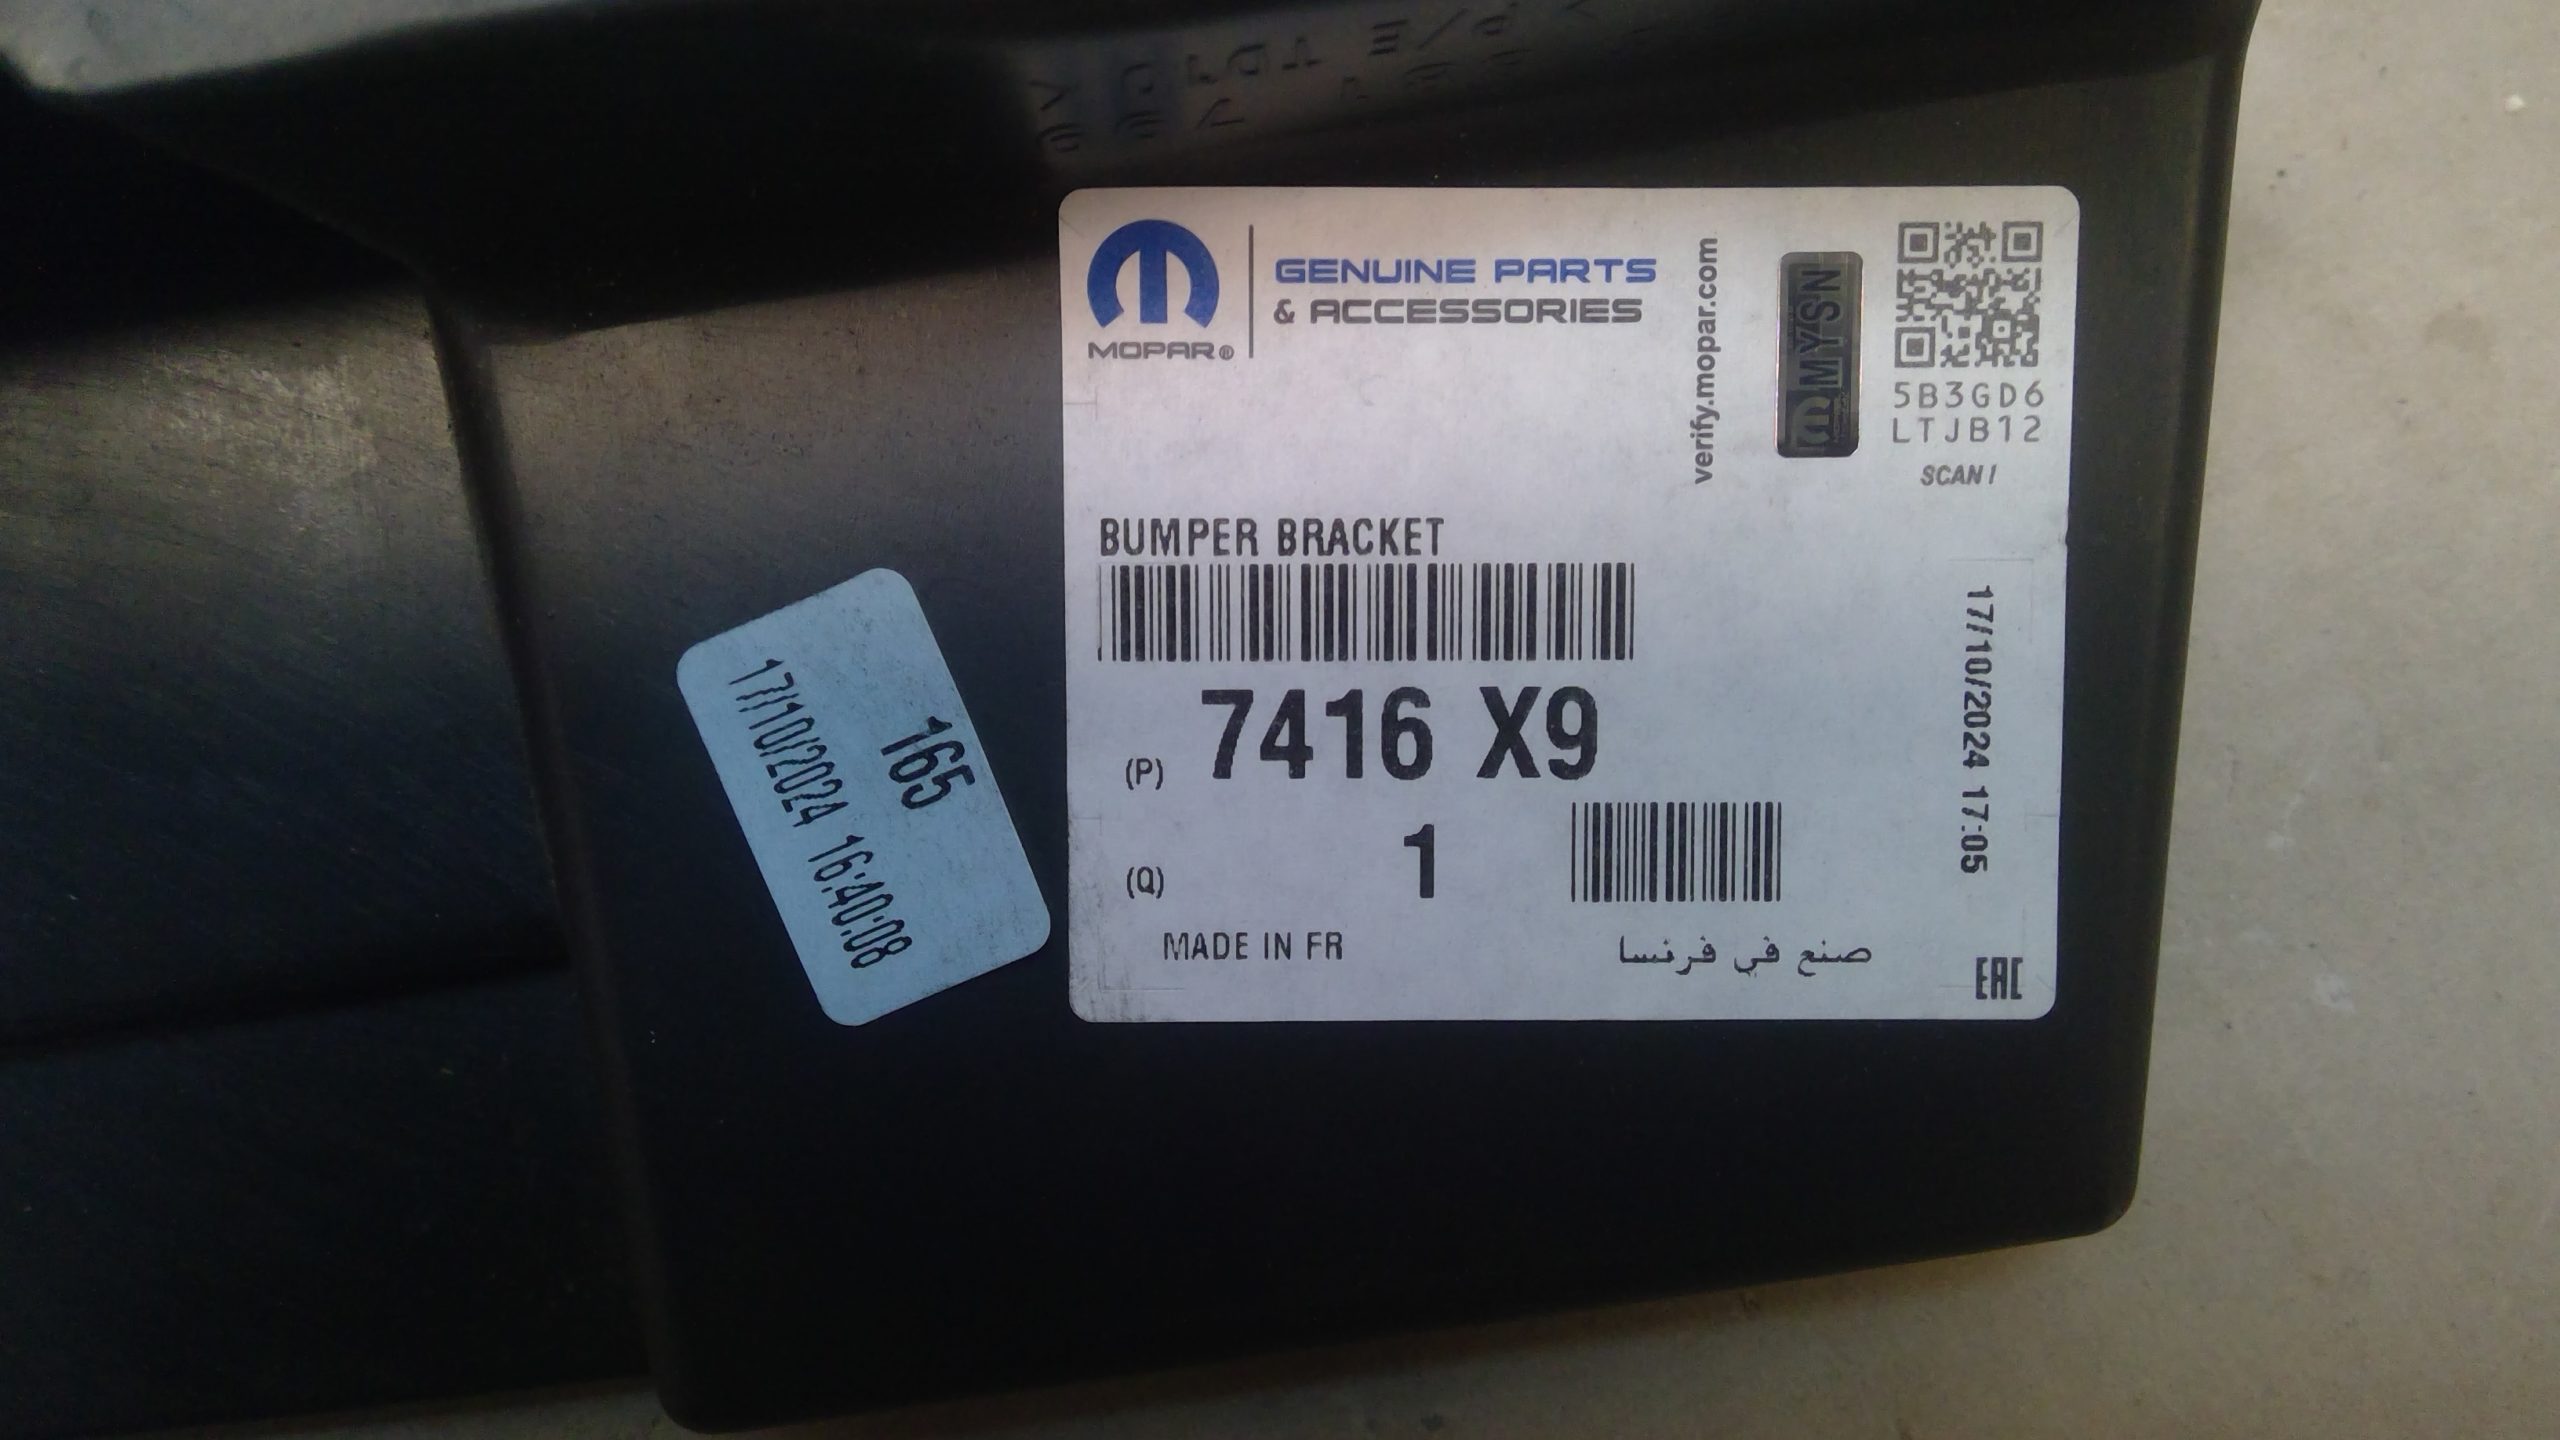 MOPAR®
GENUINE PARTS
& ACCESSORIES
verify.mopar.com
MYSN
5B3GD6
LTJB12
SCAN!
BUMPER BRACKET
(P) 7416 X9
(Q) 1
MADE IN FR
صنع في فرنسا
17/10/2024 17:05
EAC
165
17/10/2024 16:40:08